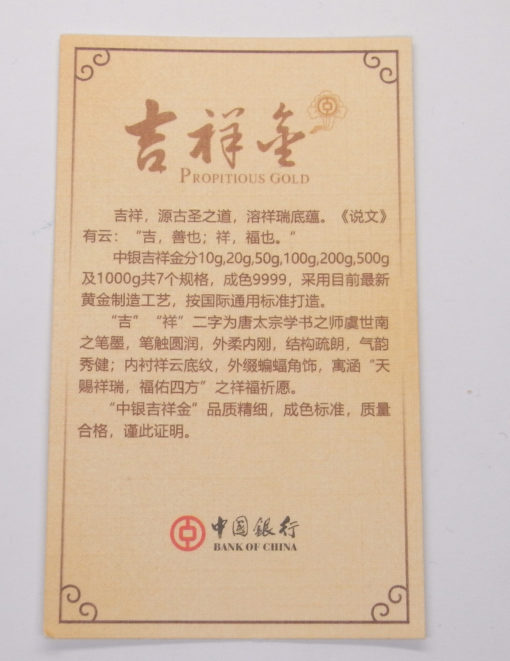 吉祥金
PROPITIOUS GOLD
吉祥，源古圣之道，溶祥瑞底蕴。《说文》
有云：“吉，善也；祥，福也。”
中银吉祥金分10g,20g,50g,100g,200g,500g
及1000g共7个规格，成色9999，采用目前最新
黄金制造工艺，按国际通用标准打造。
“吉”“祥”二字为唐太宗学书之师虞世南
之笔墨，笔触圆润，外柔内刚，结构疏朗，气韵
秀健；内衬祥云底纹，外缀蝙蝠角饰，寓涵“天
赐祥瑞，福佑四方”之祥福祈愿。
“中银吉祥金”品质精细，成色标准，质量
合格，谨此证明。
中国銀行
BANK OF CHINA